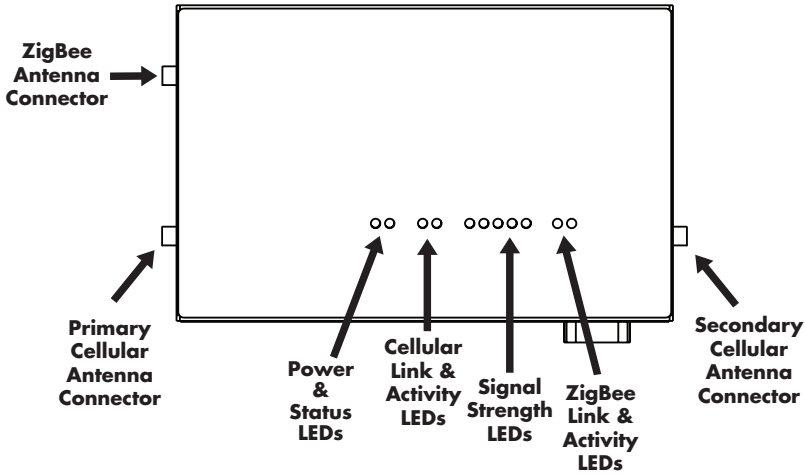 ZigBee
Antenna
Connector
Primary
Cellular
Antenna
Connector
Power
&
Status
LEDs
Cellular
Link &
Activity
LEDs
Signal
Strength
LEDs
ZigBee
Link &
Activity
LEDs
Secondary
Cellular
Antenna
Connector